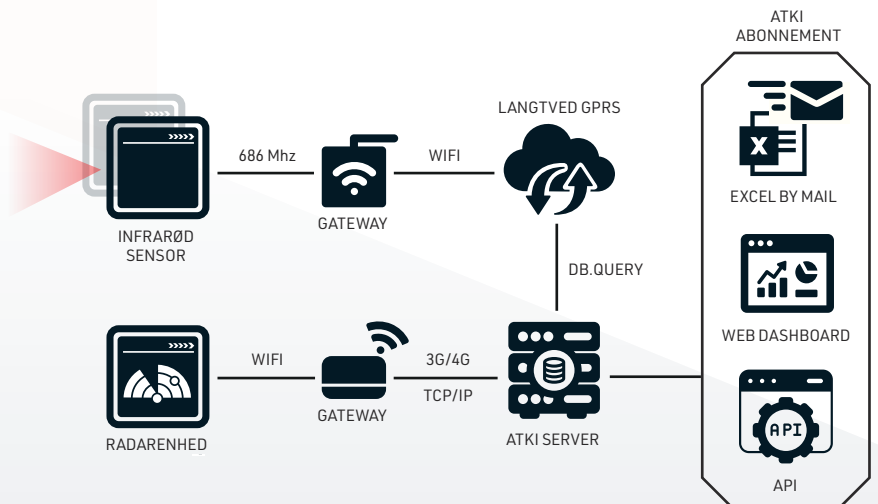 ATKI
ABONNEMENT
LANGTVED GPRS
686 Mhz
WIFI
EXCEL BY MAIL
X
GATEWAY
INFRARØD
SENSOR
DB.QUERY
WEB DASHBOARD
WIFI
3G/4G
TCP/IP
GATEWAY
RADARENHED
ATKI SERVER
API
API